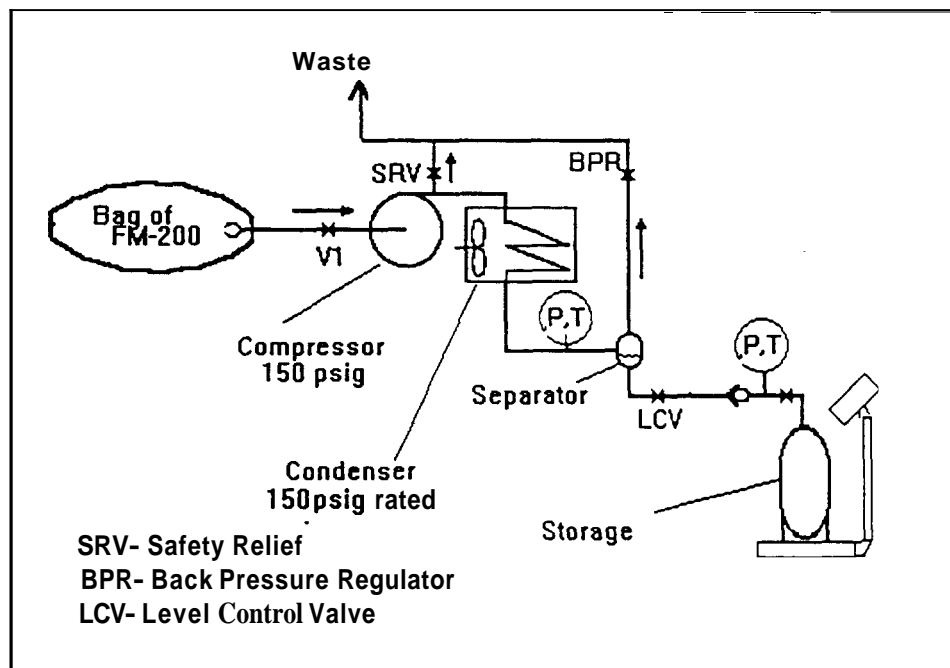 Waste
SRV
BPR
Bag of
FM-200
V1
P,T
P,T
Compressor
150 psig
Separator
LCV
Condenser
150psig rated
Storage
SRV- Safety Relief
BPR- Back Pressure Regulator
LCV- Level Control Valve